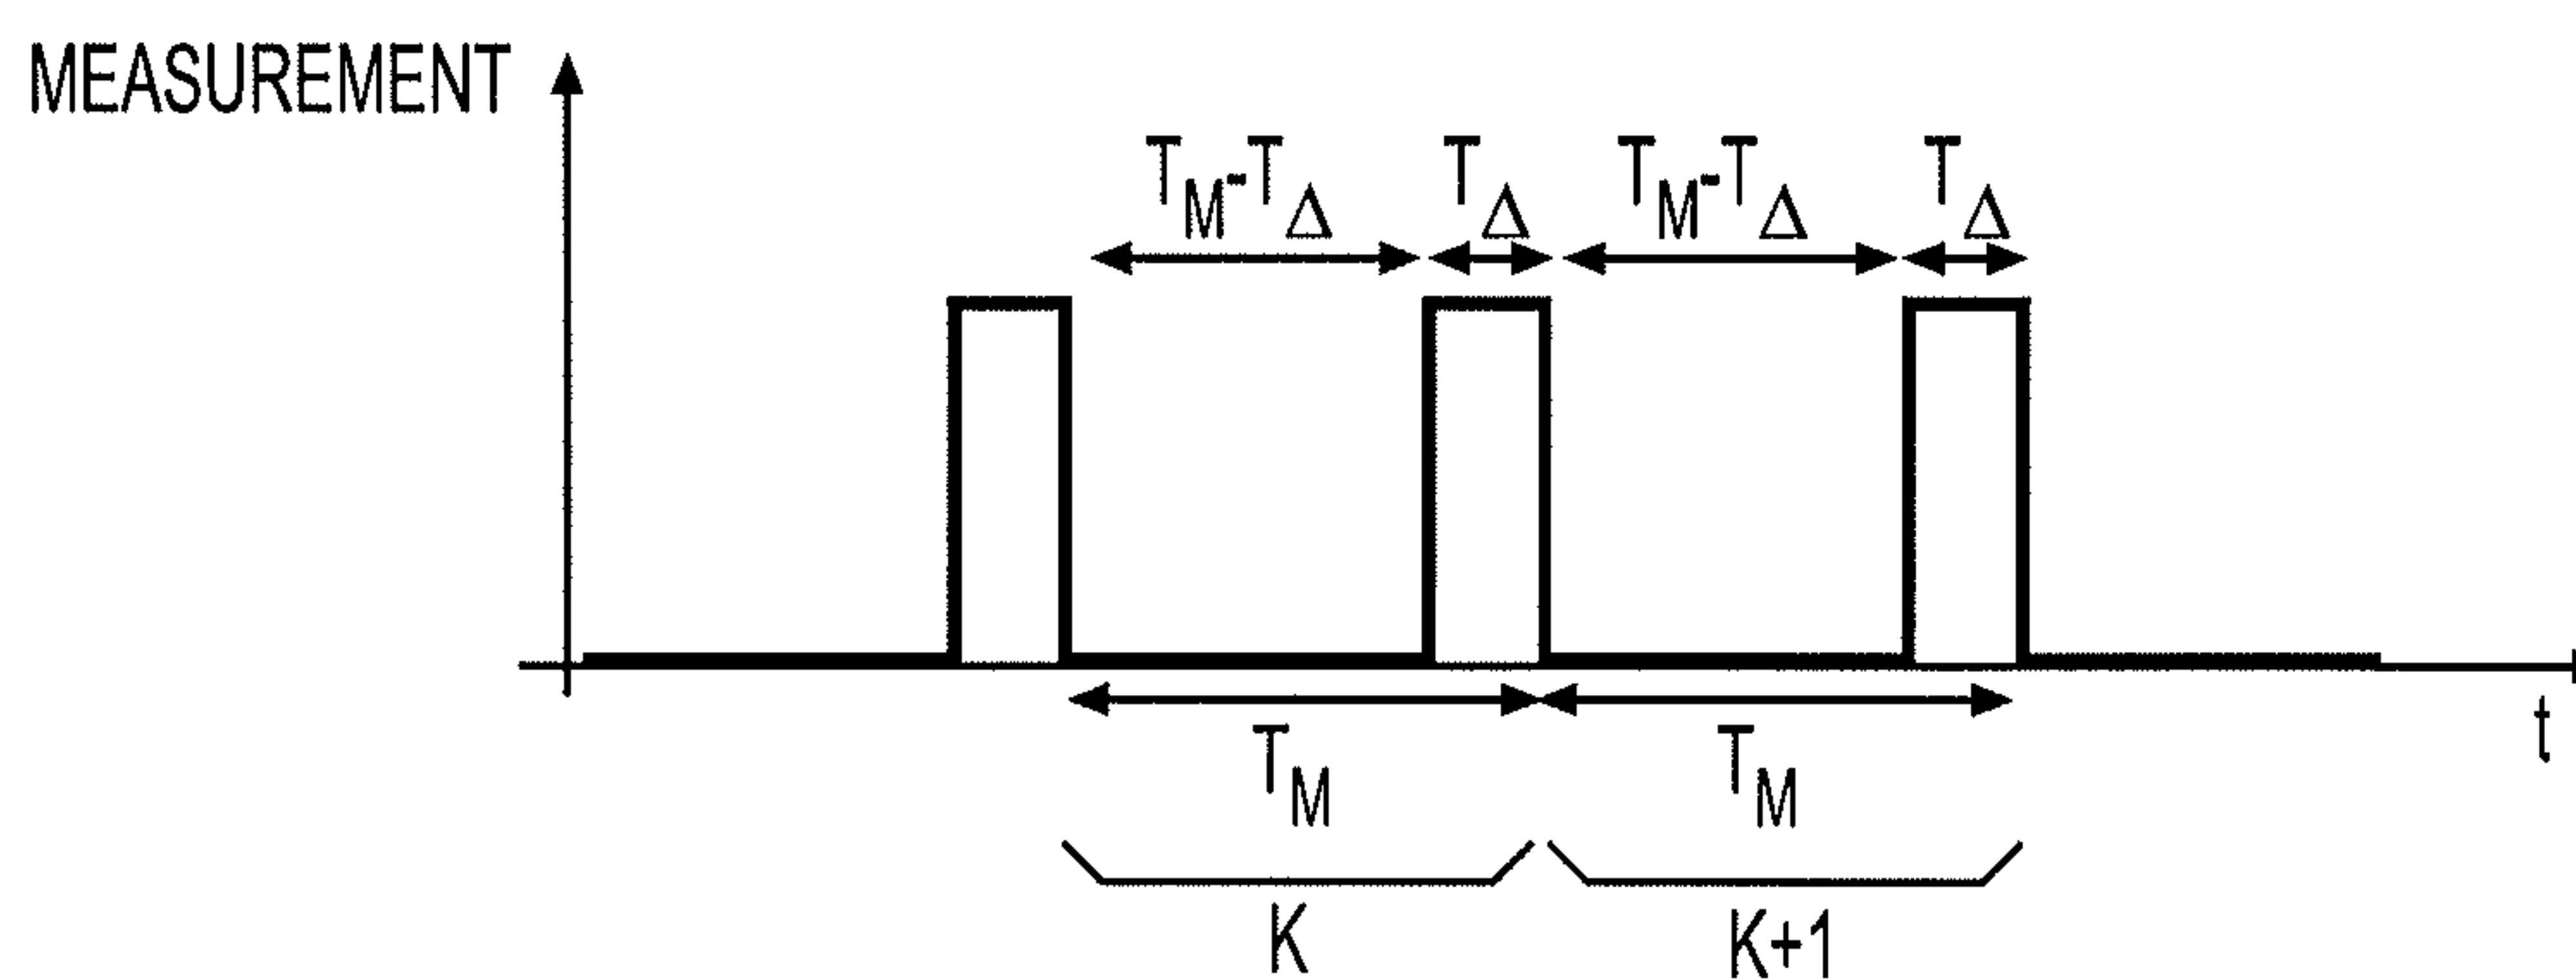 MEASUREMENT
T_M-T_Δ T_Δ T_M-T_Δ T_Δ
t
T_M T_M
K K+1